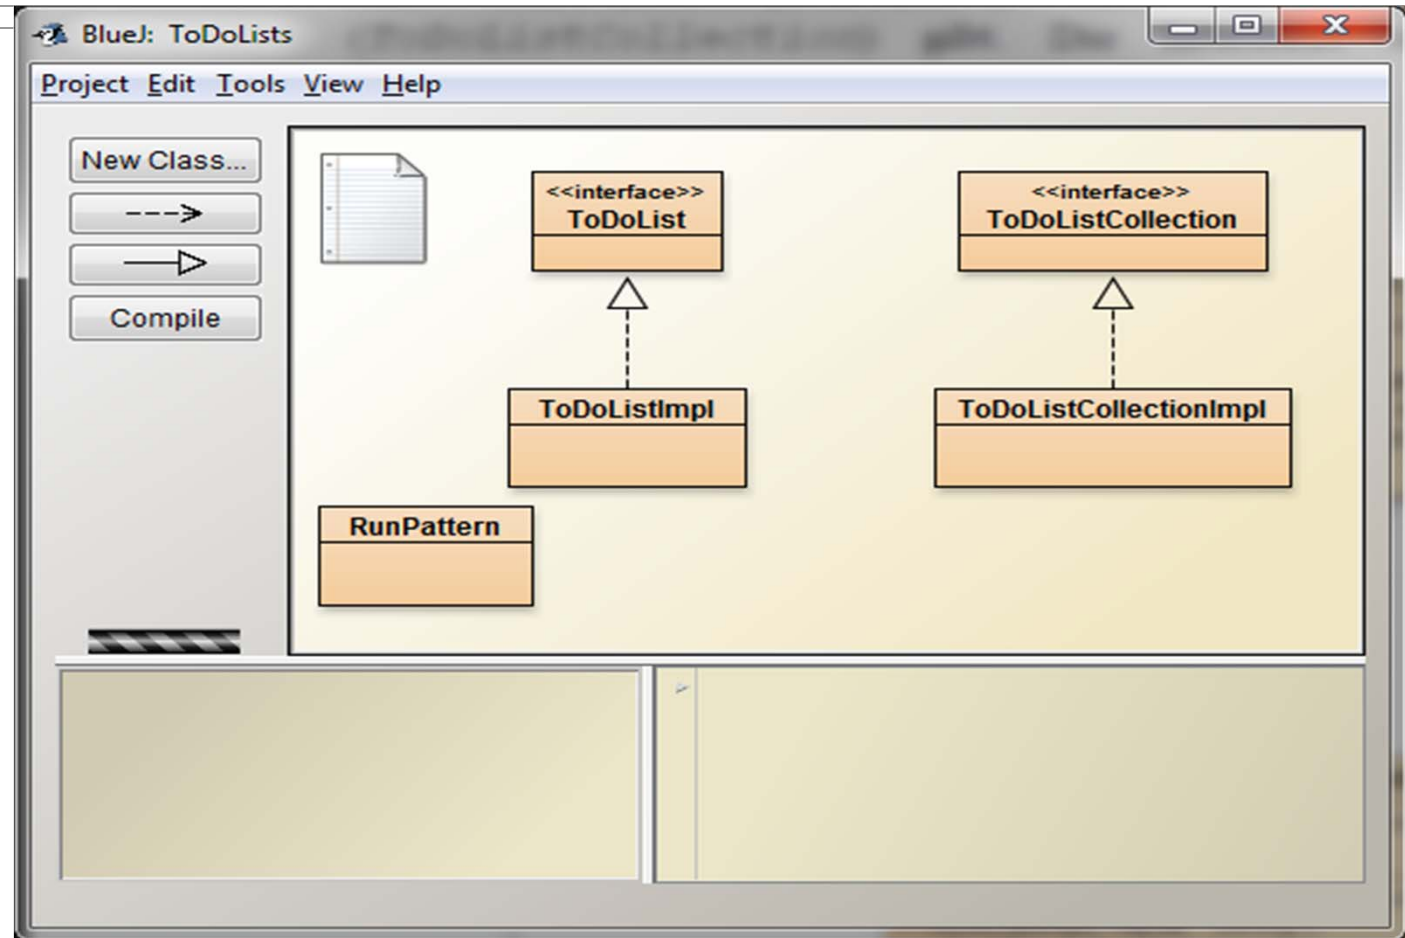 BlueJ: ToDoLists
Project Edit Tools View Help
New Class...
Compile
<<interface>>
ToDoList
<<interface>>
ToDoListCollection
ToDoListImpl
ToDoListCollectionImpl
RunPattern